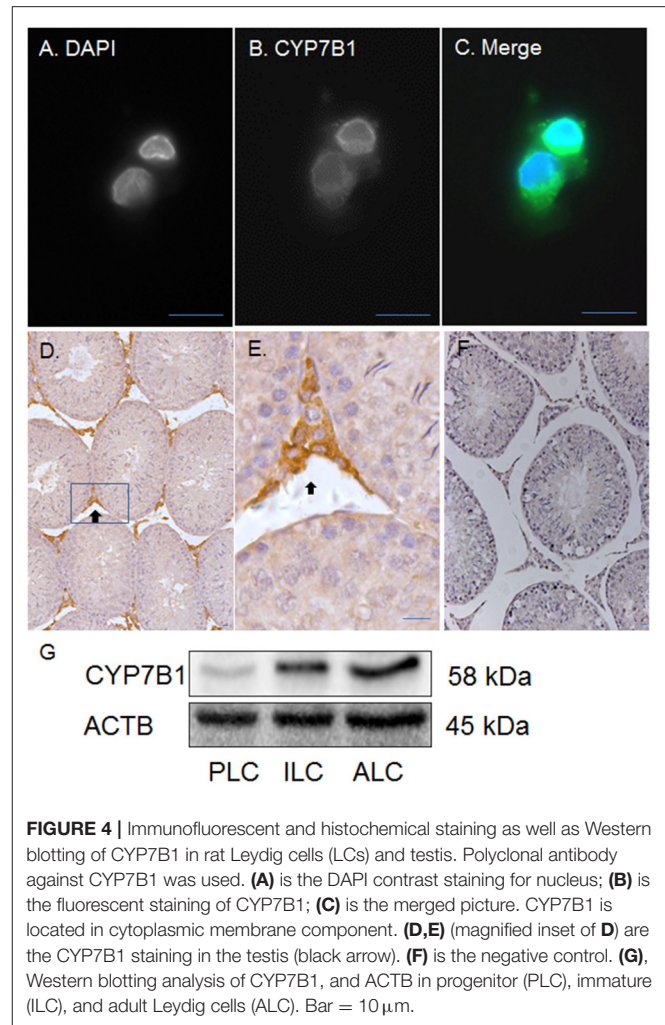 A. DAPI
B. CYP7B1
C. Merge
D.
E.
F
G
CYP7B1
58 kDa
ACTB
45 kDa
PLC ILC ALC
FIGURE 4 | Immunofluorescent and histochemical staining as well as Western
blotting of CYP7B1 in rat Leydig cells (LCs) and testis. Polyclonal antibody
against CYP7B1 was used. (A) is the DAPI contrast staining for nucleus; (B) is
the fluorescent staining of CYP7B1; (C) is the merged picture. CYP7B1 is
located in cytoplasmic membrane component. (D,E) (magnified inset of D) are
the CYP7B1 staining in the testis (black arrow). (F) is the negative control. (G),
Western blotting analysis of CYP7B1, and ACTB in progenitor (PLC), immature
(ILC), and adult Leydig cells (ALC). Bar = 10 μm.